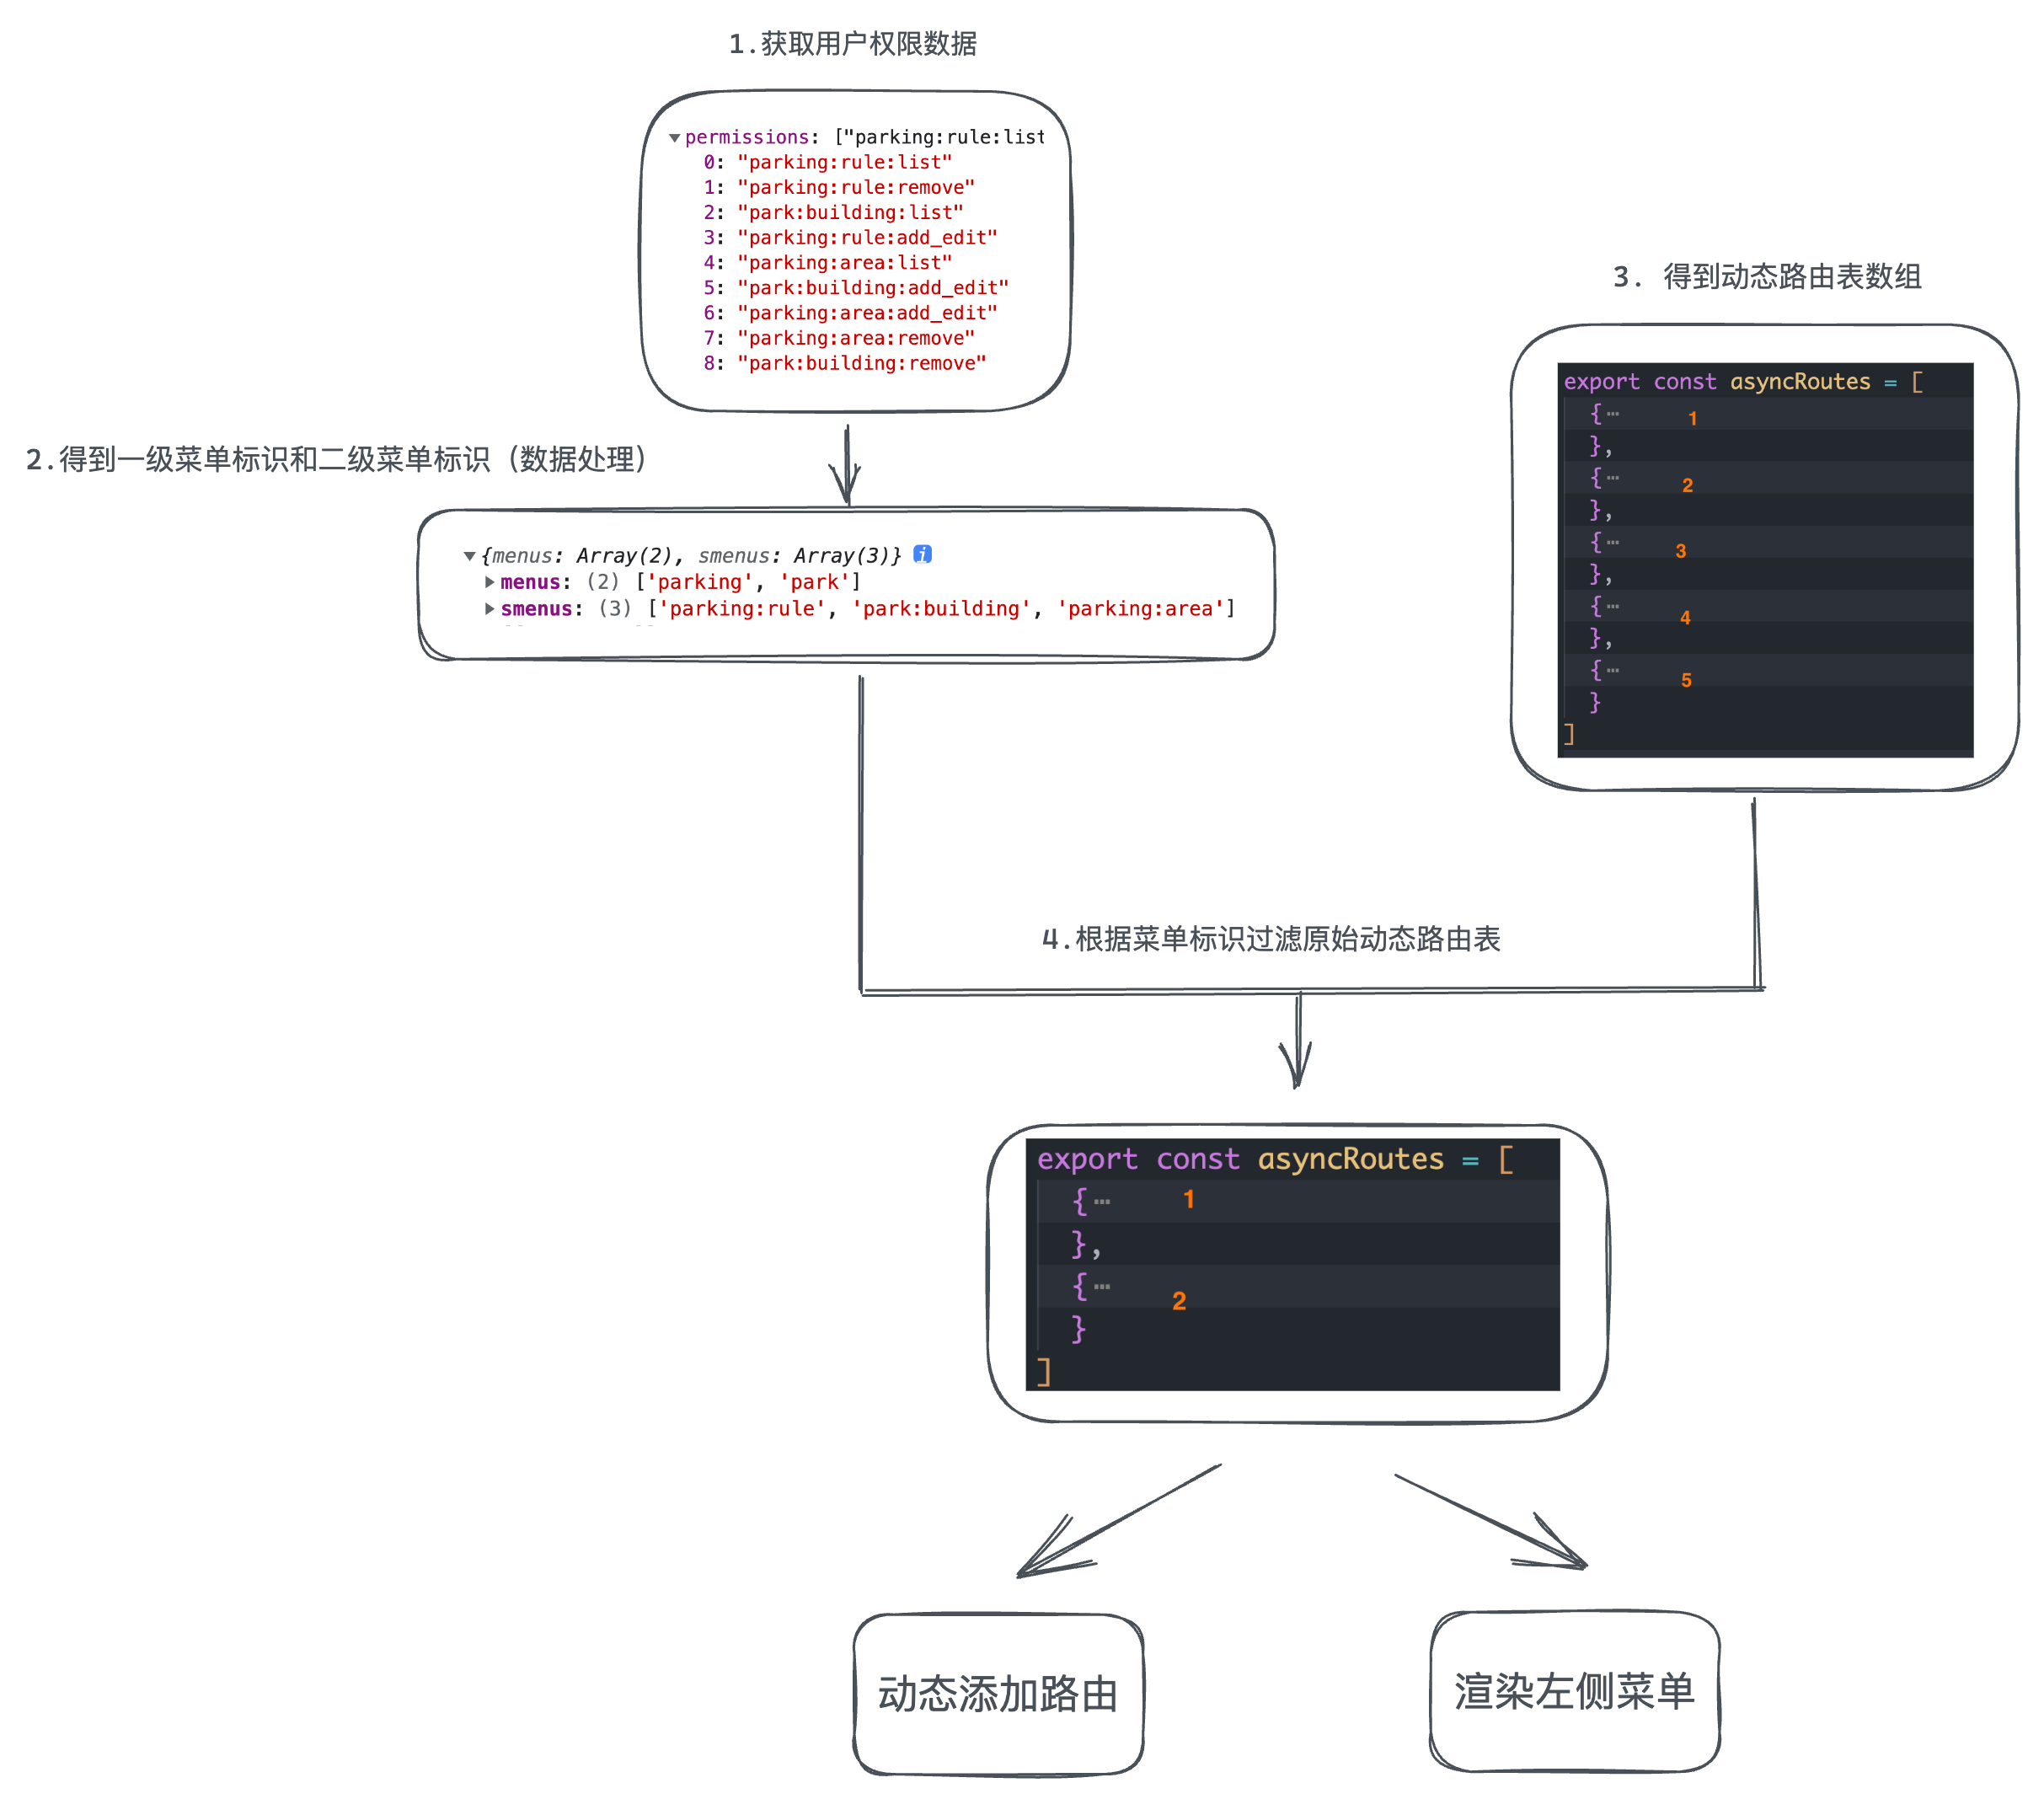 1.获取用户权限数据
permissions: ["parking:rule:list
0: "parking:rule:list"
1: "parking:rule:remove"
2: "park:building:list"
3: "parking:rule:add_edit"
4: "parking:area:list"
5: "park:building:add_edit"
6: "parking:area:add_edit"
7: "parking:area:remove"
8: "park:building:remove"
2.得到一级菜单标识和二级菜单标识（数据处理）
{menus: Array(2), smenus: Array(3)} i
menus: (2) ['parking', 'park']
smenus: (3) ['parking:rule', 'park:building', 'parking:area']
3. 得到动态路由表数组
export const asyncRoutes = [
{… 1
},
{… 2
},
{… 3
},
{… 4
},
{… 5
}
]
4.根据菜单标识过滤原始动态路由表
export const asyncRoutes = [
{… 1
},
{… 2
}
]
动态添加路由
渲染左侧菜单